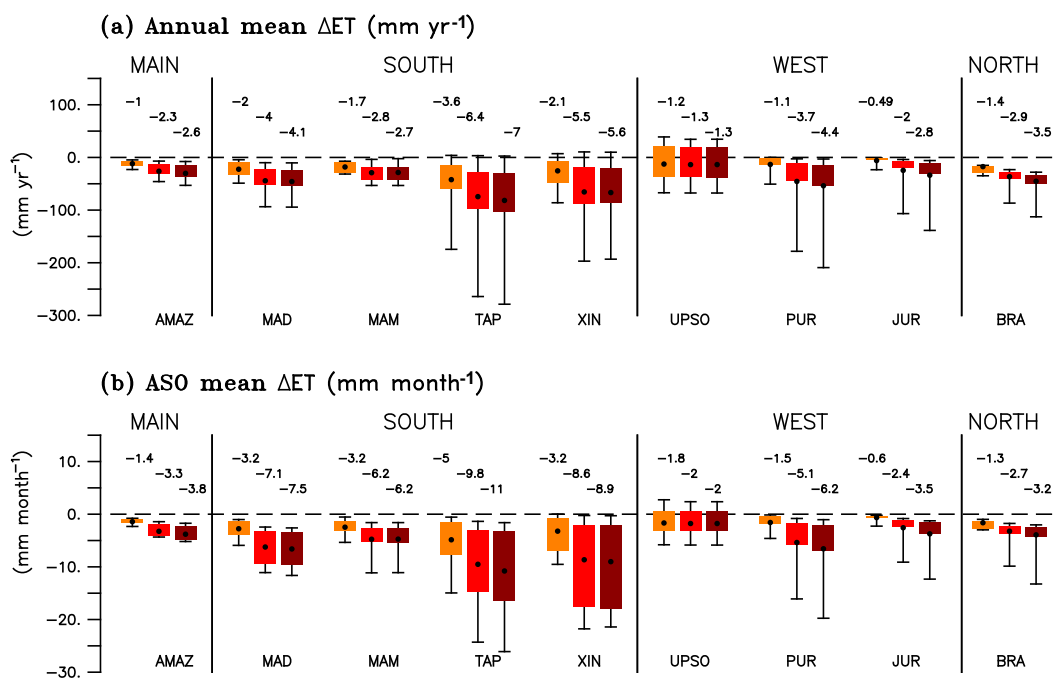 (a) Annual mean ΔET (mm yr⁻¹)
MAIN SOUTH WEST NORTH
100.
0.
−100.
−200.
−300.
(mm yr⁻¹)
−1 −2 −1.7 −3.6 −2.1 −1.2 −1.1 −0.49 −1.4
−2.3 −4 −2.8 −6.4 −5.5 −1.3 −3.7 −2 −2.9
−2.6 −4.1 −2.7 −7 −5.6 −1.3 −4.4 −2.8 −3.5
AMAZ MAD MAM TAP XIN UPSO PUR JUR BRA
(b) ASO mean ΔET (mm month⁻¹)
MAIN SOUTH WEST NORTH
10.
0.
−10.
−20.
−30.
(mm month⁻¹)
−1.4 −3.2 −3.2 −5 −3.2 −1.8 −1.5 −0.6 −1.3
−3.3 −7.1 −6.2 −9.8 −8.6 −2 −5.1 −2.4 −2.7
−3.8 −7.5 −6.2 −11 −8.9 −2 −6.2 −3.5 −3.2
AMAZ MAD MAM TAP XIN UPSO PUR JUR BRA